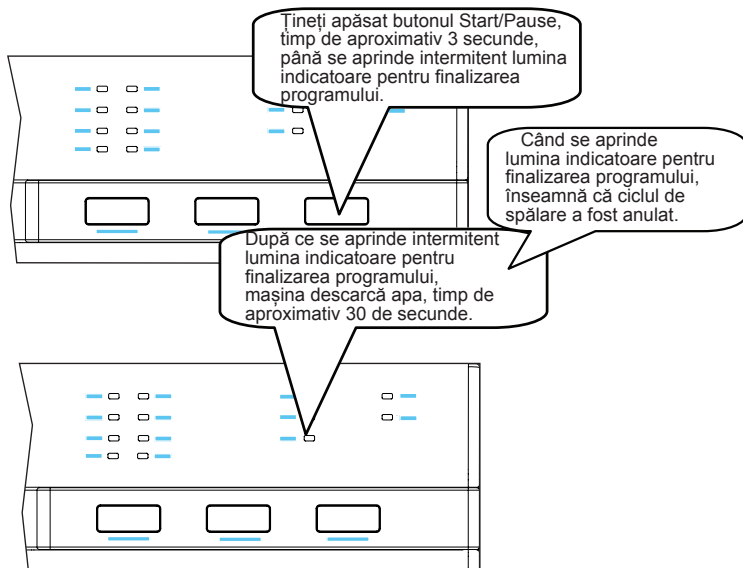 Țineți apăsat butonul Start/Pause,
timp de aproximativ 3 secunde,
până se aprinde intermitent lumina
indicatoare pentru finalizarea
programului.
Când se aprinde
lumina indicatoare pentru
finalizarea programului,
înseamnă că ciclul de
spălare a fost anulat.
După ce se aprinde intermitent
lumina indicatoare pentru
finalizarea programului,
mașina descarcă apa, timp de
aproximativ 30 de secunde.